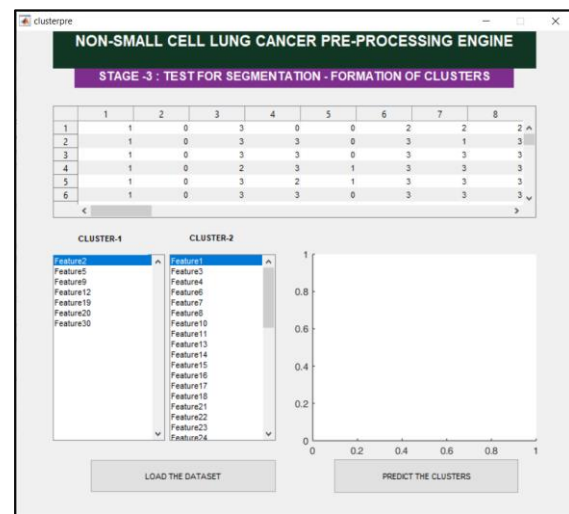 clusterpre
NON-SMALL CELL LUNG CANCER PRE-PROCESSING ENGINE
STAGE -3 : TEST FOR SEGMENTATION - FORMATION OF CLUSTERS
1 2 3 4 5 6 7 8
1 1 0 3 0 0 2 2 2
2 1 0 3 3 0 3 1 3
3 1 0 3 3 0 3 3 3
4 1 0 2 3 1 3 3 3
5 1 0 3 2 1 3 3 3
6 1 0 3 3 0 3 3 3
CLUSTER-1
Feature2
Feature5
Feature9
Feature12
Feature19
Feature20
Feature30
CLUSTER-2
Feature1
Feature3
Feature4
Feature6
Feature7
Feature8
Feature10
Feature11
Feature13
Feature14
Feature15
Feature16
Feature17
Feature18
Feature21
Feature22
Feature23
Feature24
1
0.8
0.6
0.4
0.2
0
0 0.2 0.4 0.6 0.8 1
LOAD THE DATASET
PREDICT THE CLUSTERS